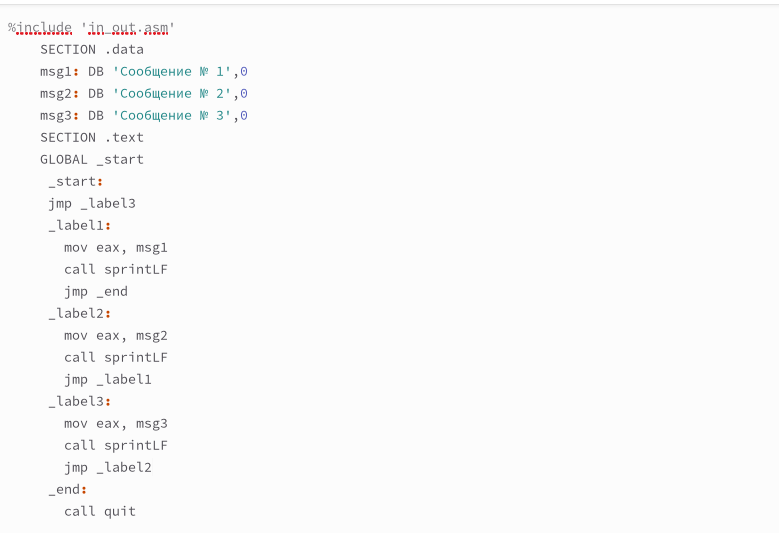 %include 'in_out.asm'
SECTION .data
msg1: DB 'Сообщение № 1',0
msg2: DB 'Сообщение № 2',0
msg3: DB 'Сообщение № 3',0
SECTION .text
GLOBAL _start
_start:
jmp _label3
_label1:
mov eax, msg1
call sprintLF
jmp _end
_label2:
mov eax, msg2
call sprintLF
jmp _label1
_label3:
mov eax, msg3
call sprintLF
jmp _label2
_end:
call quit